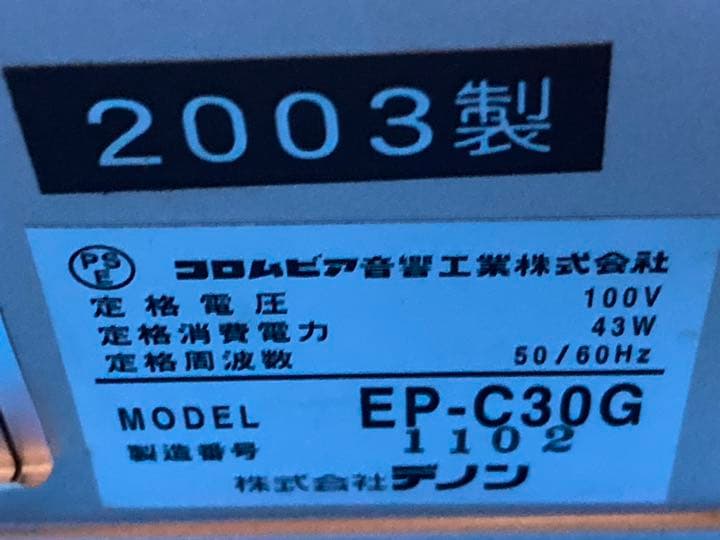 2003製
PS
E
コロムビア音響工業株式会社
定格電圧 100V
定格消費電力 43W
定格周波数 50/60Hz
MODEL EP-C30G
製造番号 1102
株式会社デノン